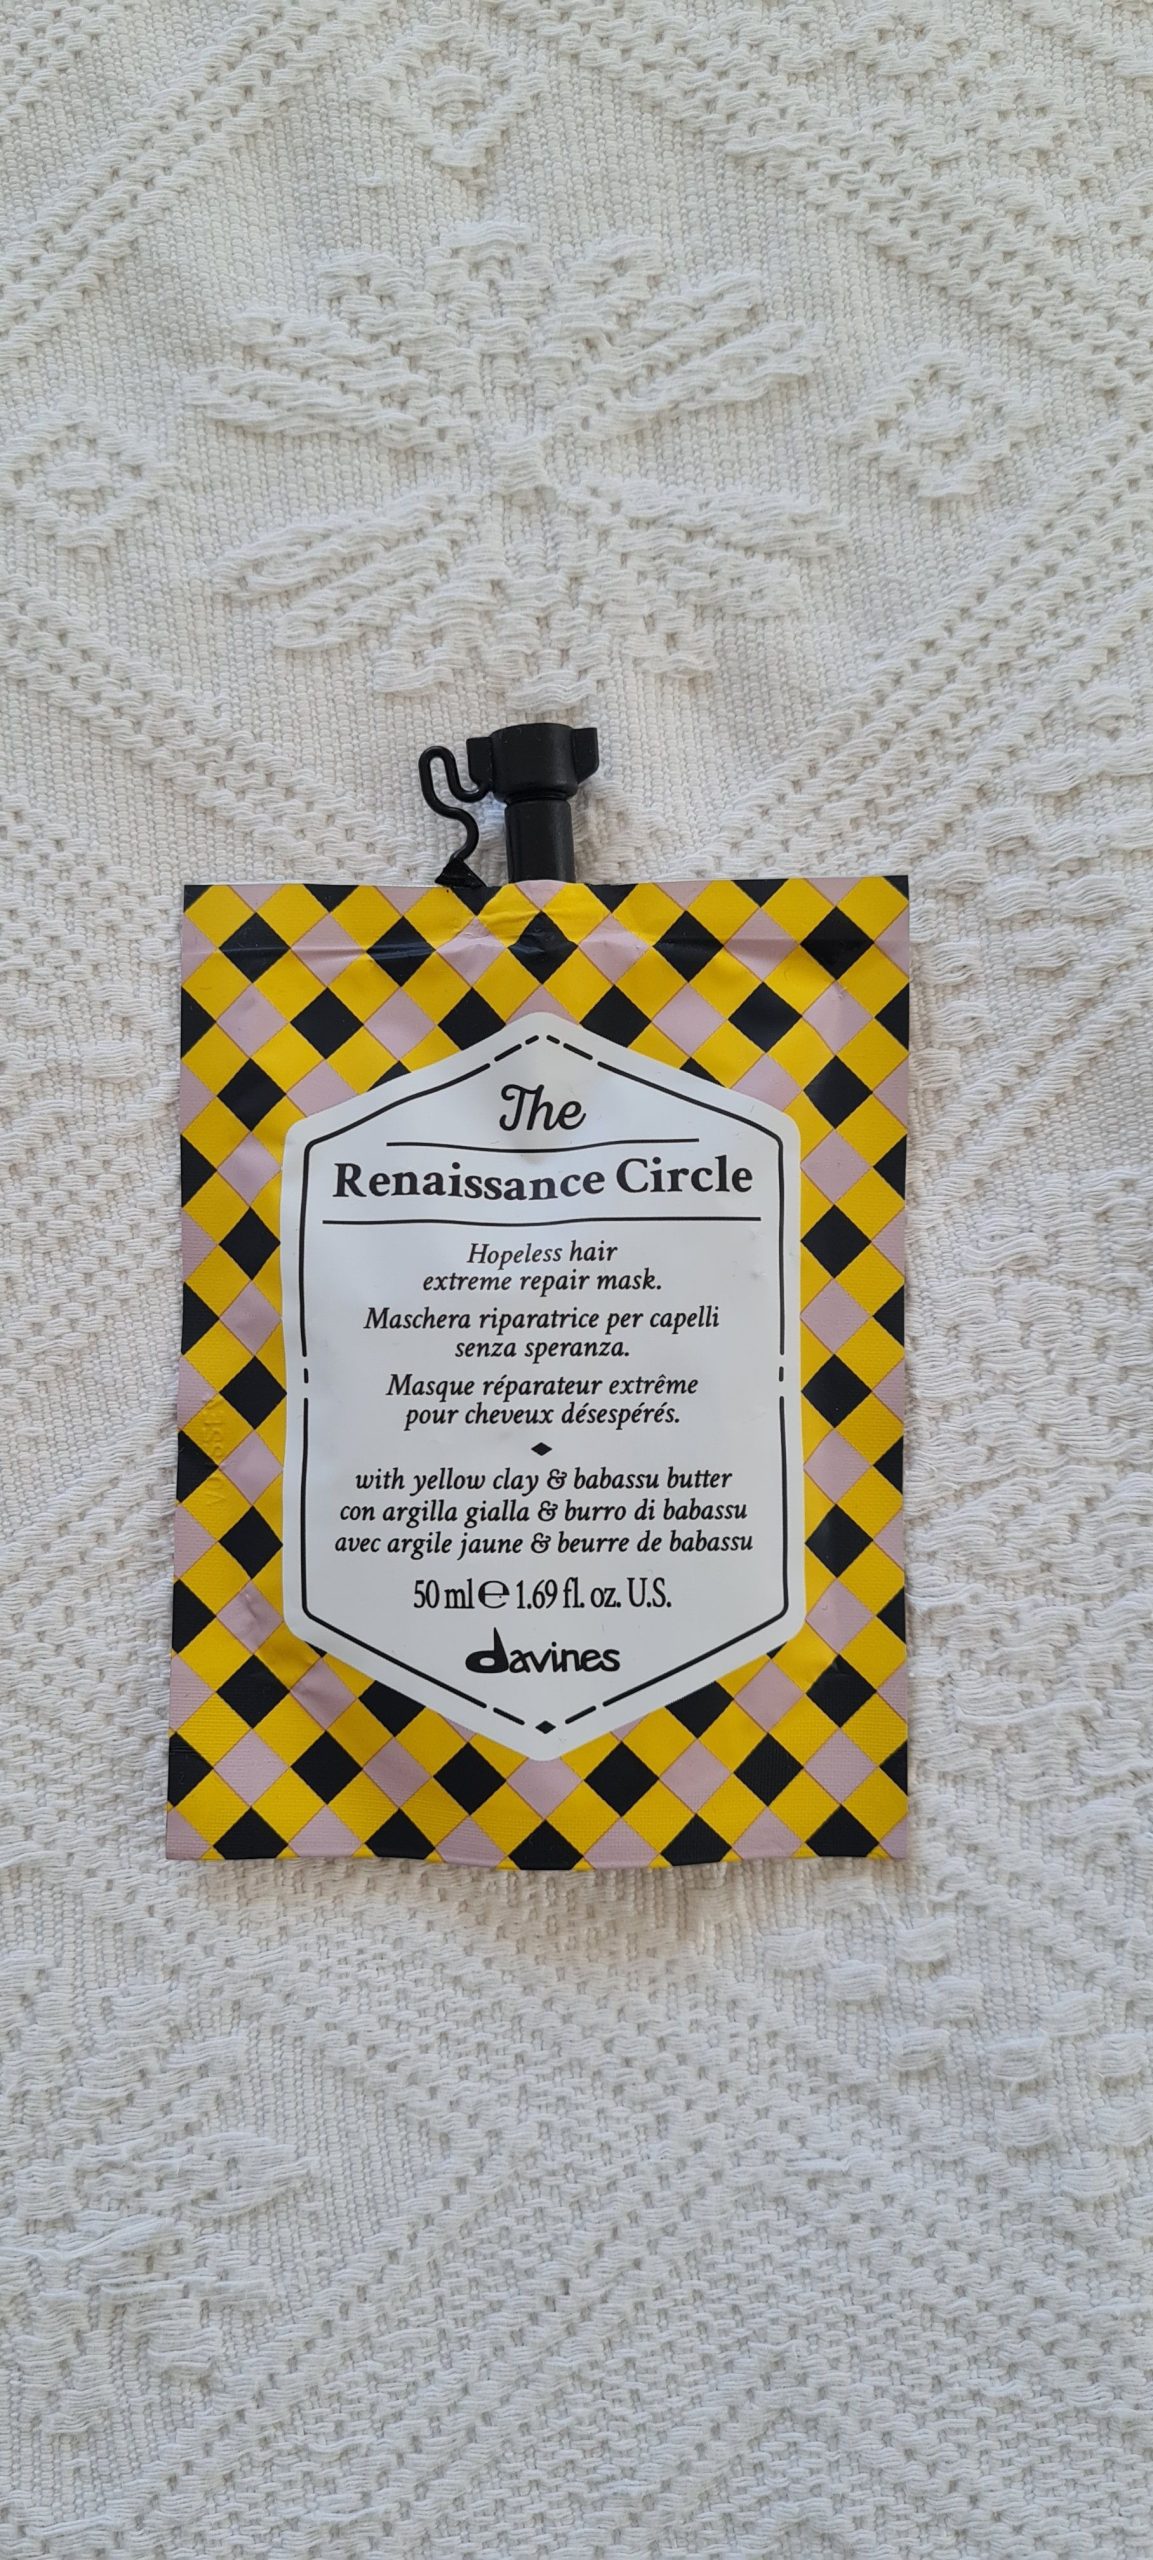 The
Renaissance Circle
Hopeless hair
extreme repair mask.
Maschera riparatrice per capelli
senza speranza.
Masque réparateur extrême
pour cheveux désespérés.
with yellow clay & babassu butter
con argilla gialla & burro di babassu
avec argile jaune & beurre de babassu
50 ml ℮ 1.69 fl. oz. U.S.
davines